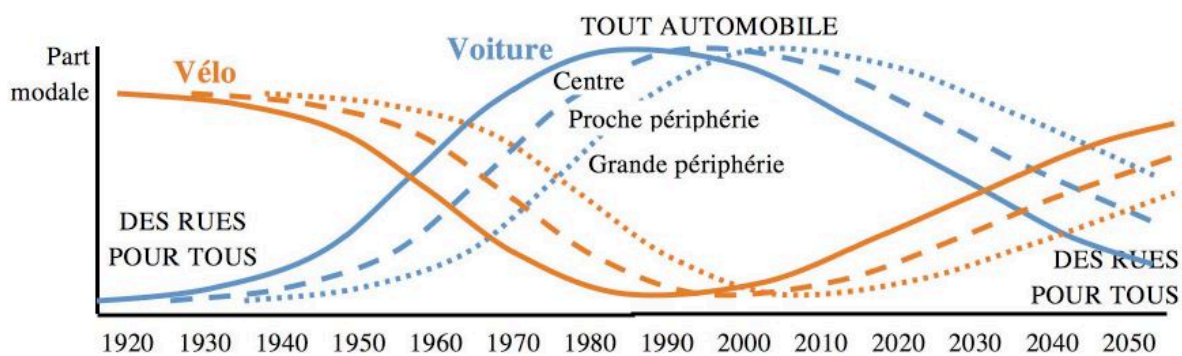 TOUT AUTOMOBILE
Part
modale
Vélo
Voiture
Centre
Proche périphérie
Grande périphérie
DES RUES
POUR TOUS
DES RUES
POUR TOUS
1920 1930 1940 1950 1960 1970 1980 1990 2000 2010 2020 2030 2040 2050